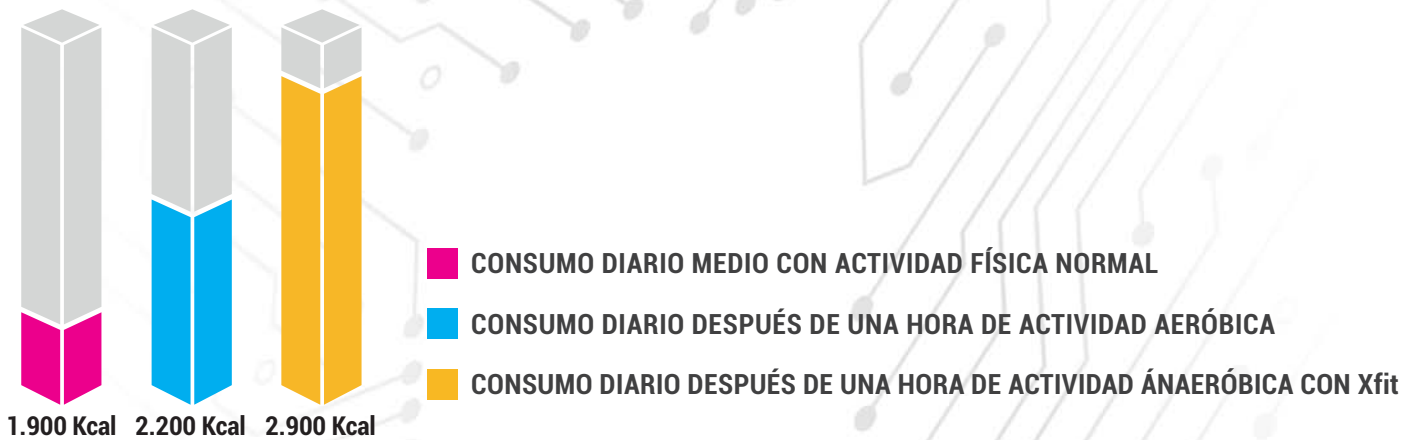 CONSUMO DIARIO MEDIO CON ACTIVIDAD FÍSICA NORMAL
CONSUMO DIARIO DESPUÉS DE UNA HORA DE ACTIVIDAD AERÓBICA
CONSUMO DIARIO DESPUÉS DE UNA HORA DE ACTIVIDAD ÁNAERÓBICA CON Xfit
1.900 Kcal 2.200 Kcal 2.900 Kcal